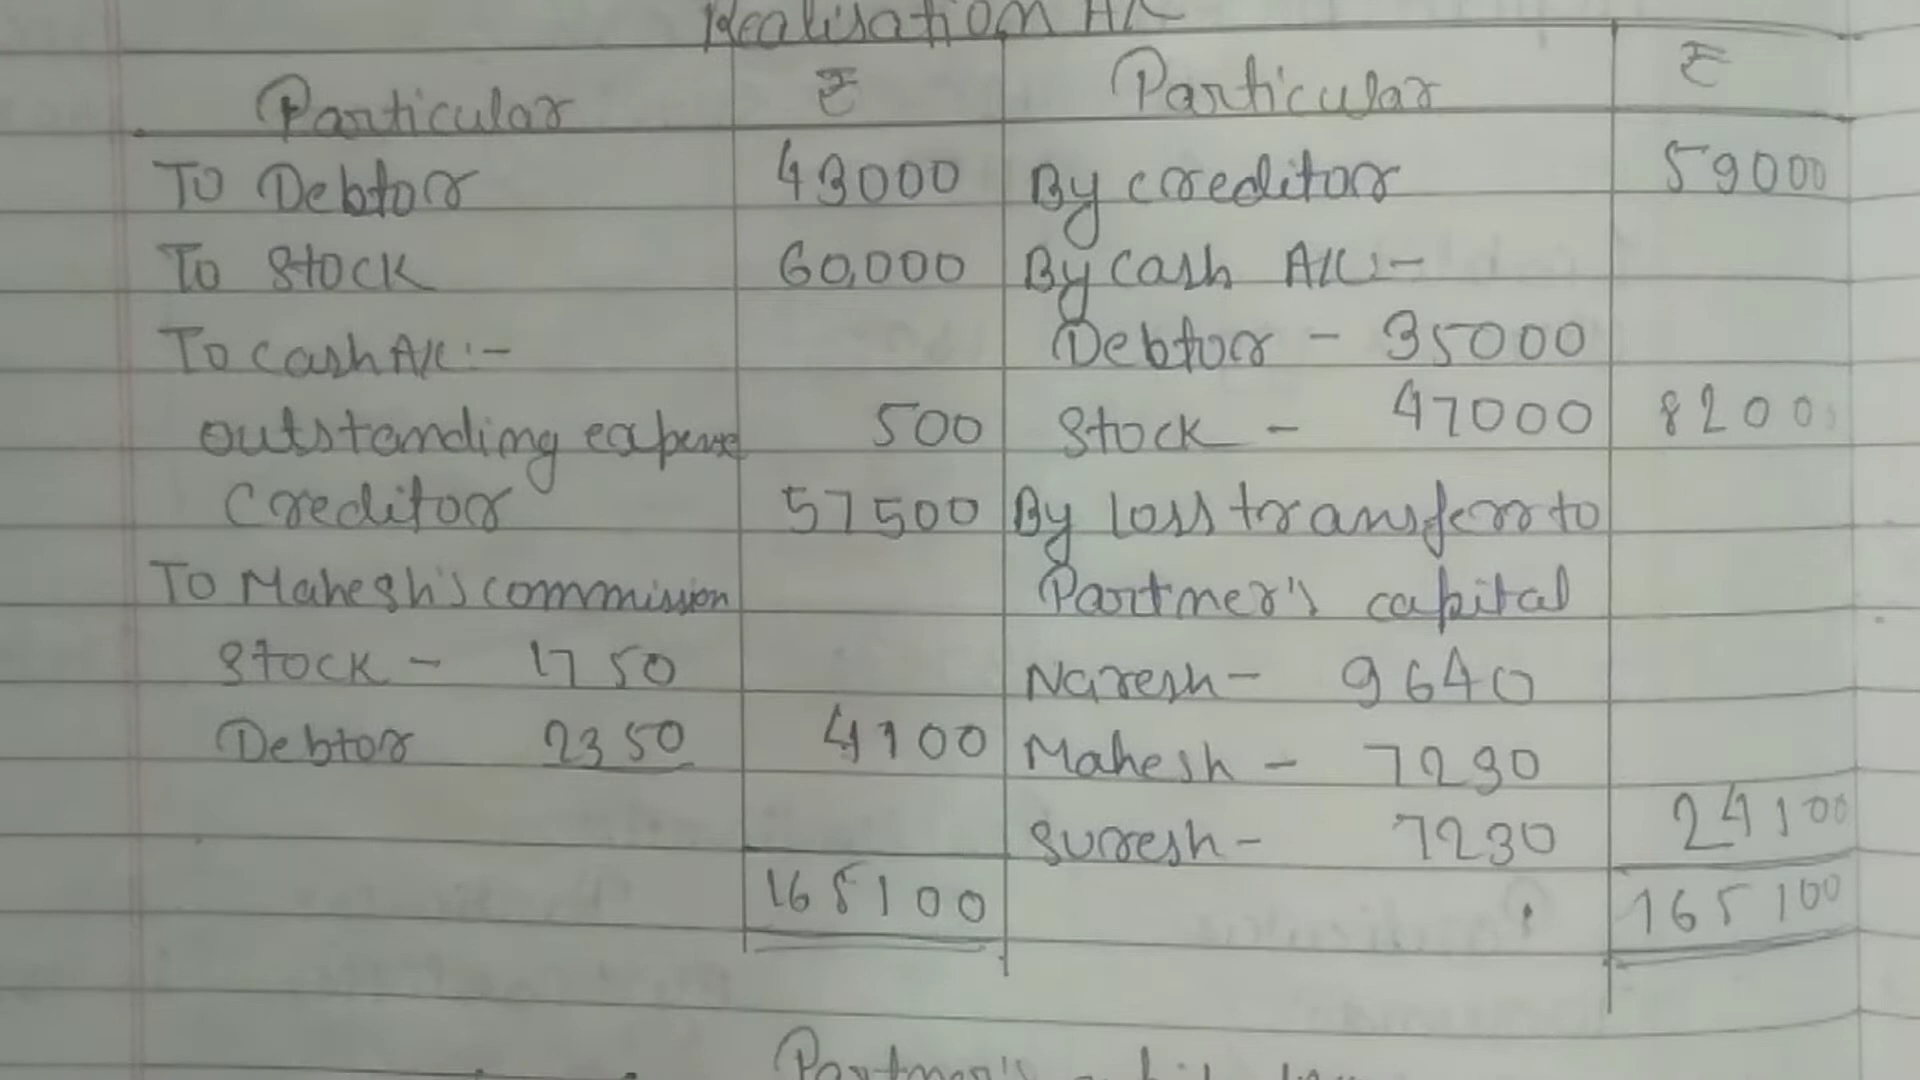 Realisation A/C
Particular ₹ Particular ₹
To Debtor 43000 By creditor 59000
To Stock 60,000 By cash A/C:-
To cash A/C:- Debtor - 35000
outstanding expense 500 Stock - 47000 82000
Creditor 57500 By loss transferr to
To Mahesh's commission Partner's capital
Stock - 1750 Naresh - 9640
Debtor 2350 4100 Mahesh - 7230
Suresh - 7230 24100
165100 165100
Partner's